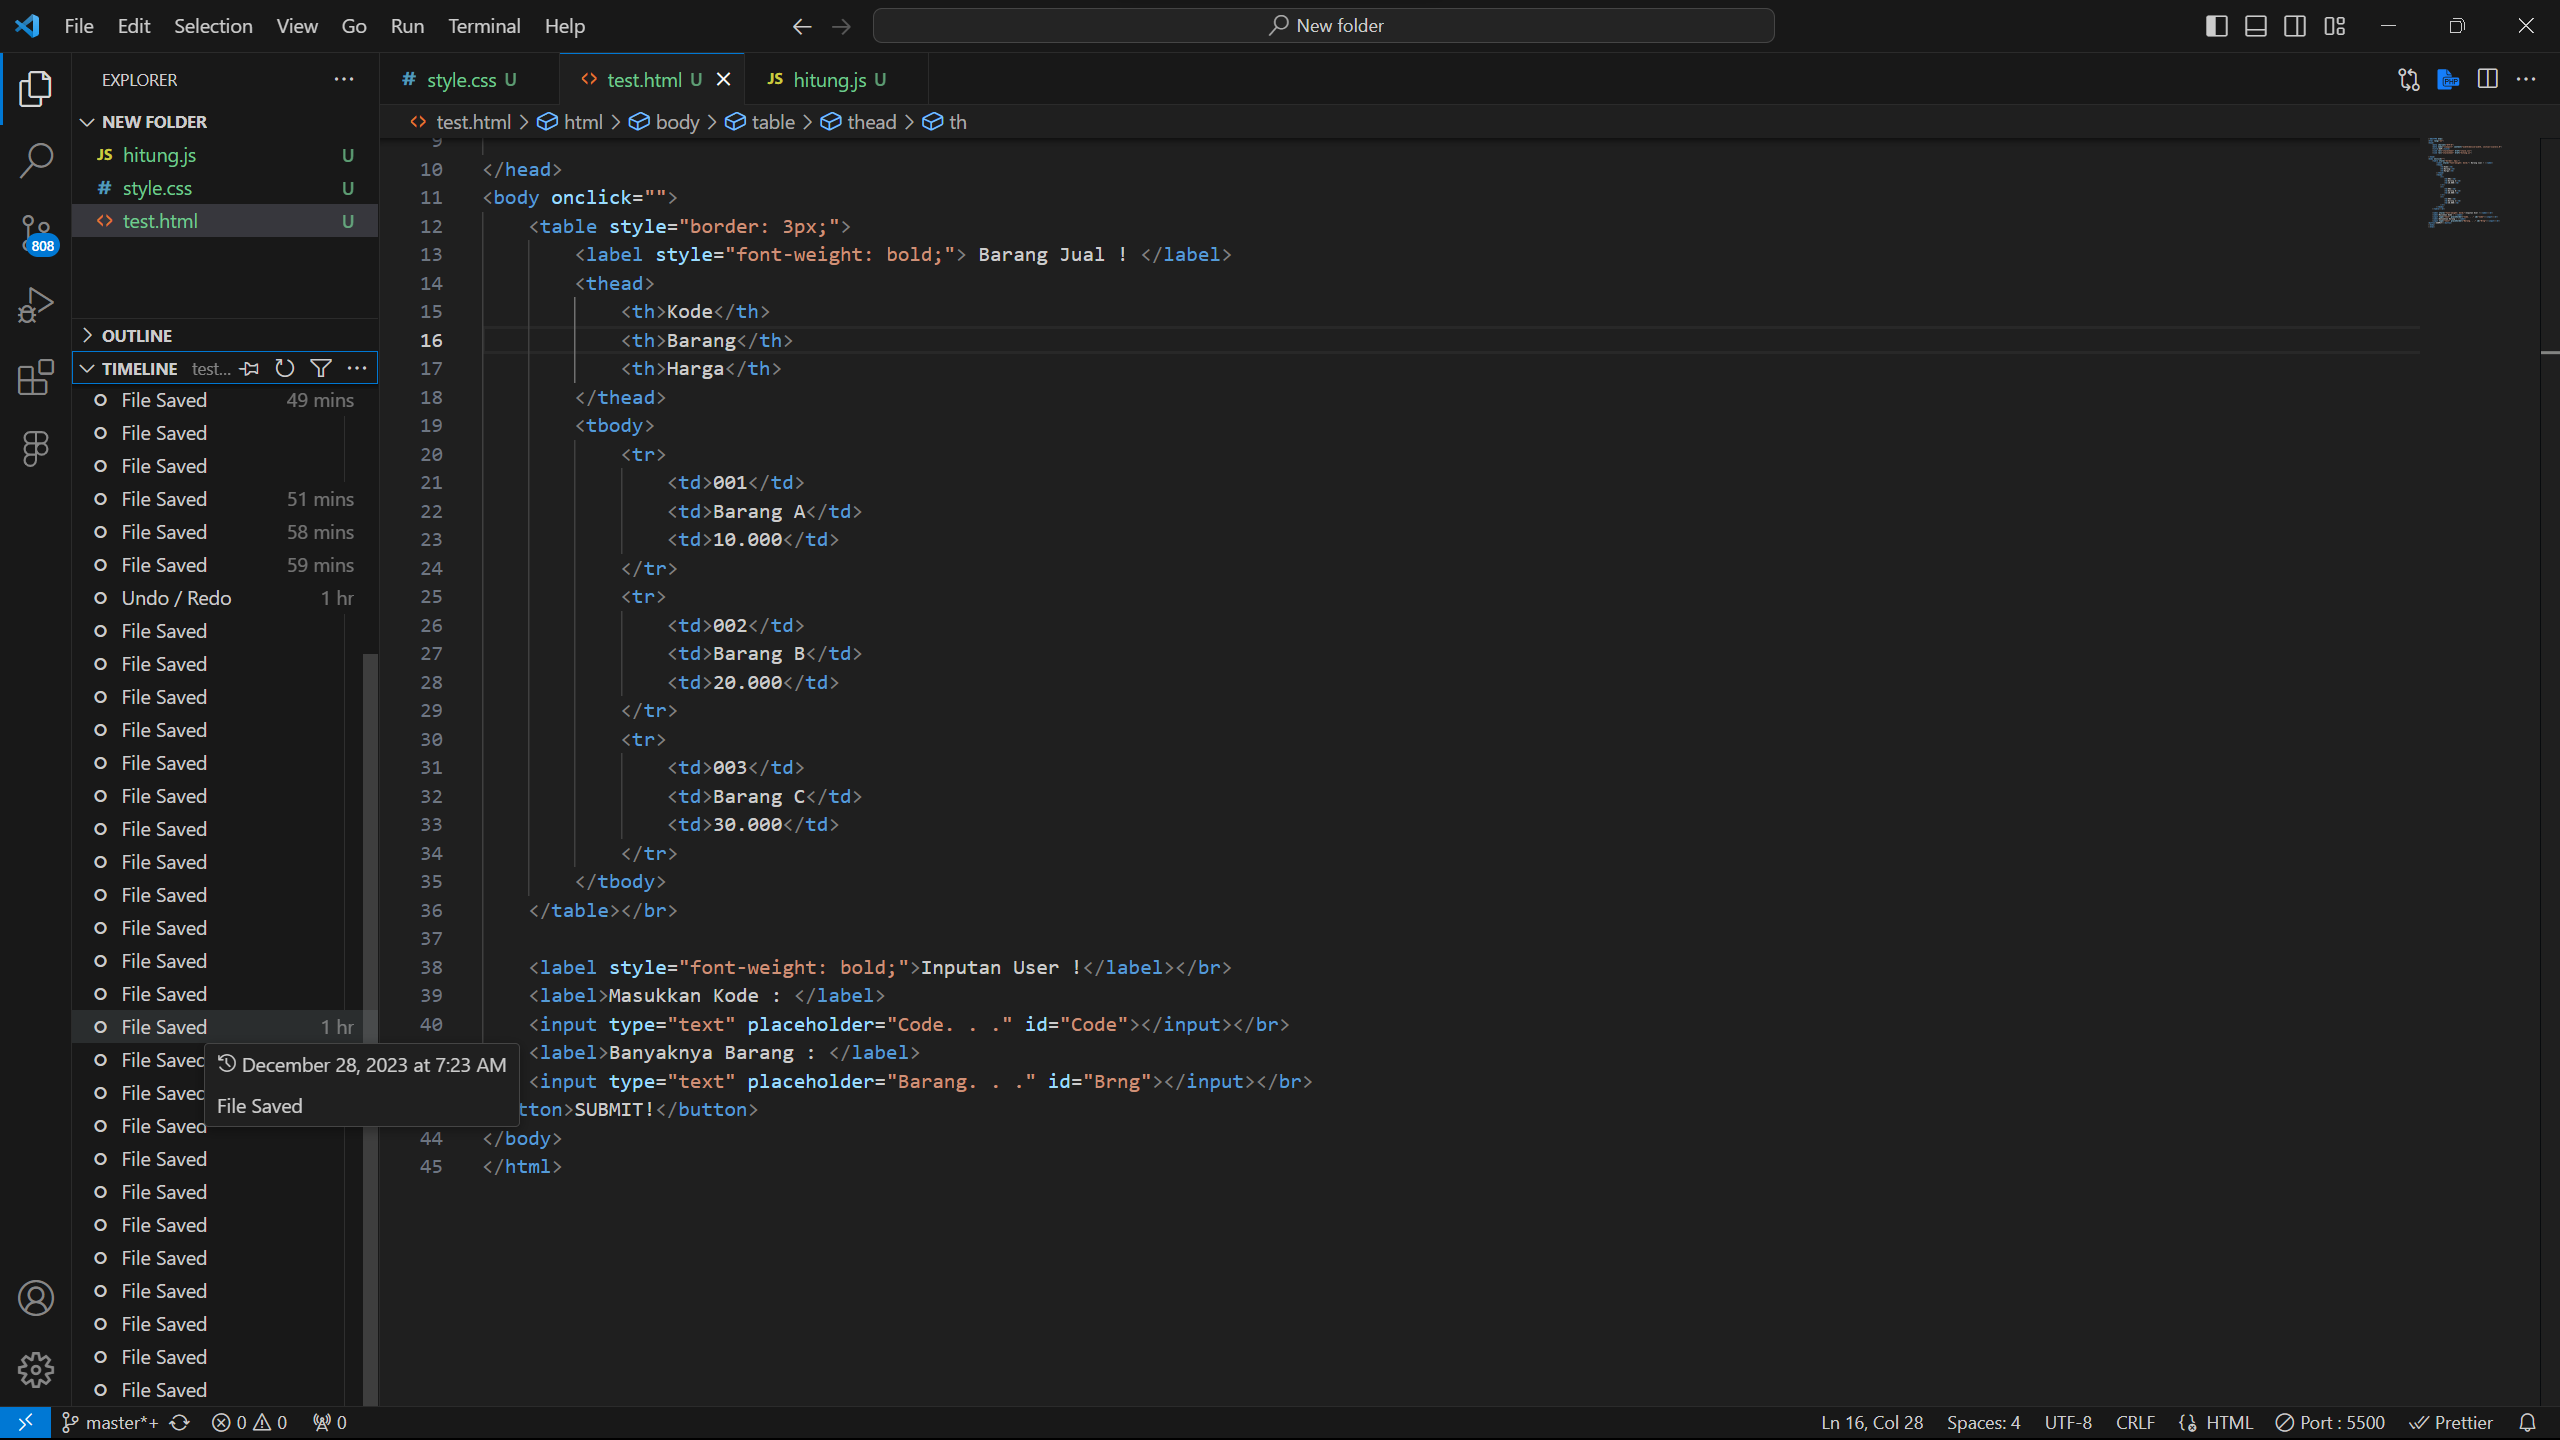 File Edit Selection View Go Run Terminal Help
New folder
EXPLORER
NEW FOLDER
JS hitung.js U
# style.css U
<> test.html U
808
OUTLINE
TIMELINE test...
File Saved 49 mins
File Saved
File Saved
File Saved 51 mins
File Saved 58 mins
File Saved 59 mins
Undo / Redo 1 hr
File Saved
File Saved
File Saved
File Saved
File Saved
File Saved
File Saved
File Saved
File Saved
File Saved
File Saved
File Saved
File Saved 1 hr
File Saved
File Saved
File Saved
File Saved
File Saved
File Saved
File Saved
File Saved
File Saved
File Saved
File Saved
December 28, 2023 at 7:23 AM
File Saved
# style.css U
<> test.html U
JS hitung.js U
PHP
<> test.html > html > body > table > thead > th
9
10 </head>
11 <body onclick="">
12 <table style="border: 3px;">
13 <label style="font-weight: bold;"> Barang Jual ! </label>
14 <thead>
15 <th>Kode</th>
16 <th>Barang</th>
17 <th>Harga</th>
18 </thead>
19 <tbody>
20 <tr>
21 <td>001</td>
22 <td>Barang A</td>
23 <td>10.000</td>
24 </tr>
25 <tr>
26 <td>002</td>
27 <td>Barang B</td>
28 <td>20.000</td>
29 </tr>
30 <tr>
31 <td>003</td>
32 <td>Barang C</td>
33 <td>30.000</td>
34 </tr>
35 </tbody>
36 </table></br>
37
38 <label style="font-weight: bold;">Inputan User !</label></br>
39 <label>Masukkan Kode : </label>
40 <input type="text" placeholder="Code. . ." id="Code"></input></br>
<label>Banyaknya Barang : </label>
<input type="text" placeholder="Barang. . ." id="Brng"></input></br>
tton>SUBMIT!</button>
44 </body>
45 </html>
master*+ 0 0 0
Ln 16, Col 28 Spaces: 4 UTF-8 CRLF HTML Port : 5500 Prettier